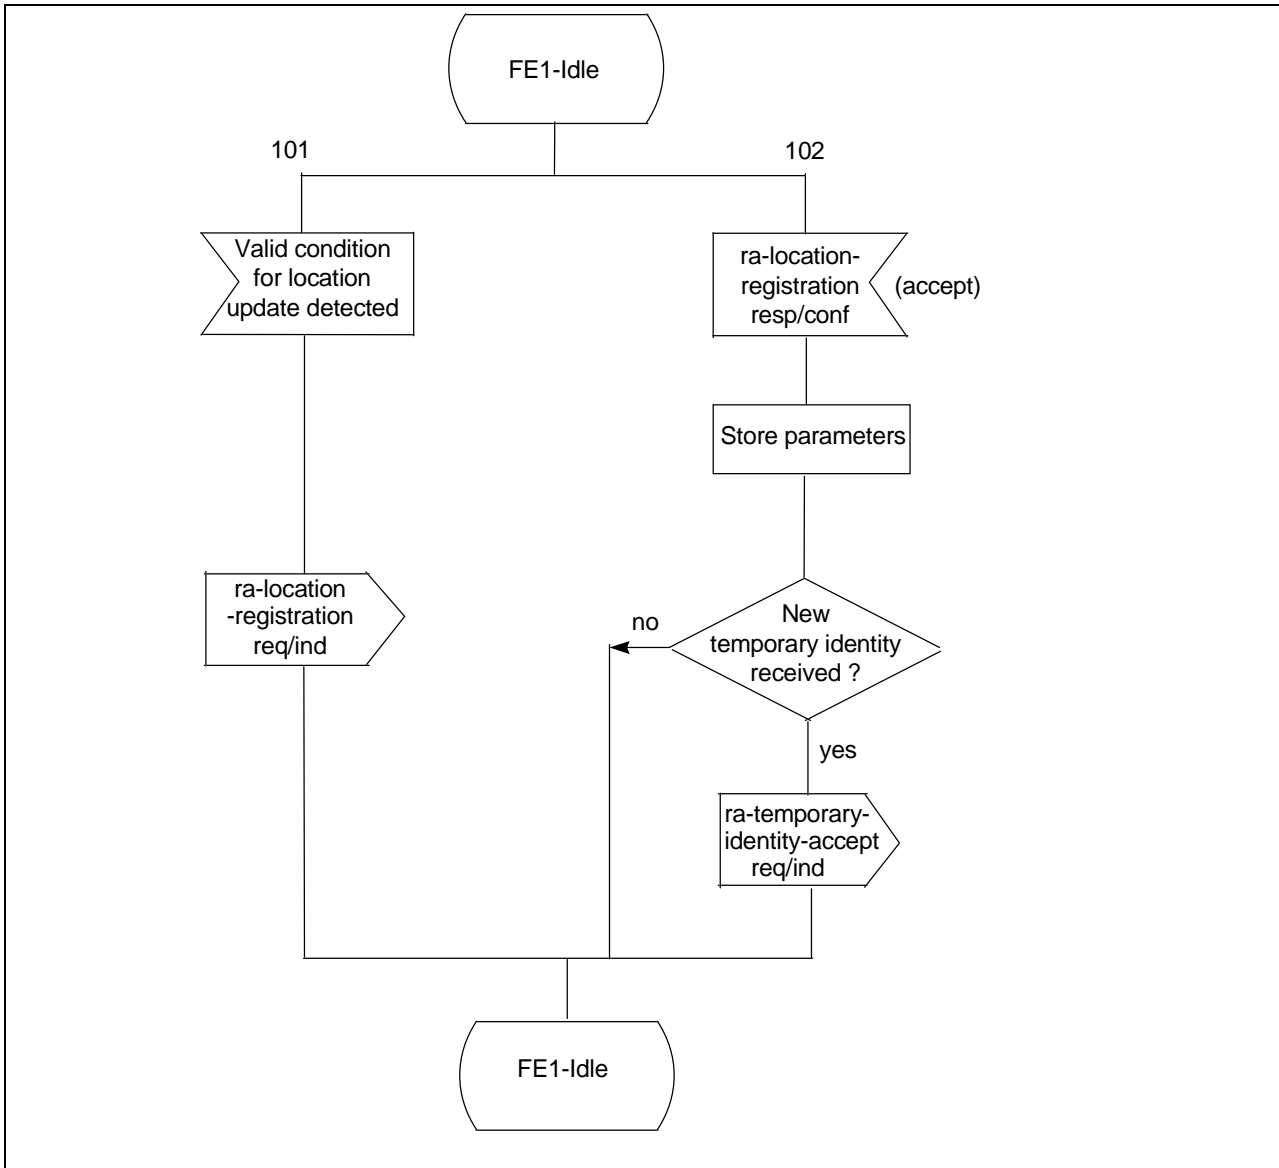 FE1-Idle
101
102
Valid condition
for location
update detected
ra-location-
registration
resp/conf
(accept)
Store parameters
ra-location
-registration
req/ind
no
New
temporary identity
received ?
yes
ra-temporary-
identity-accept
req/ind
FE1-Idle